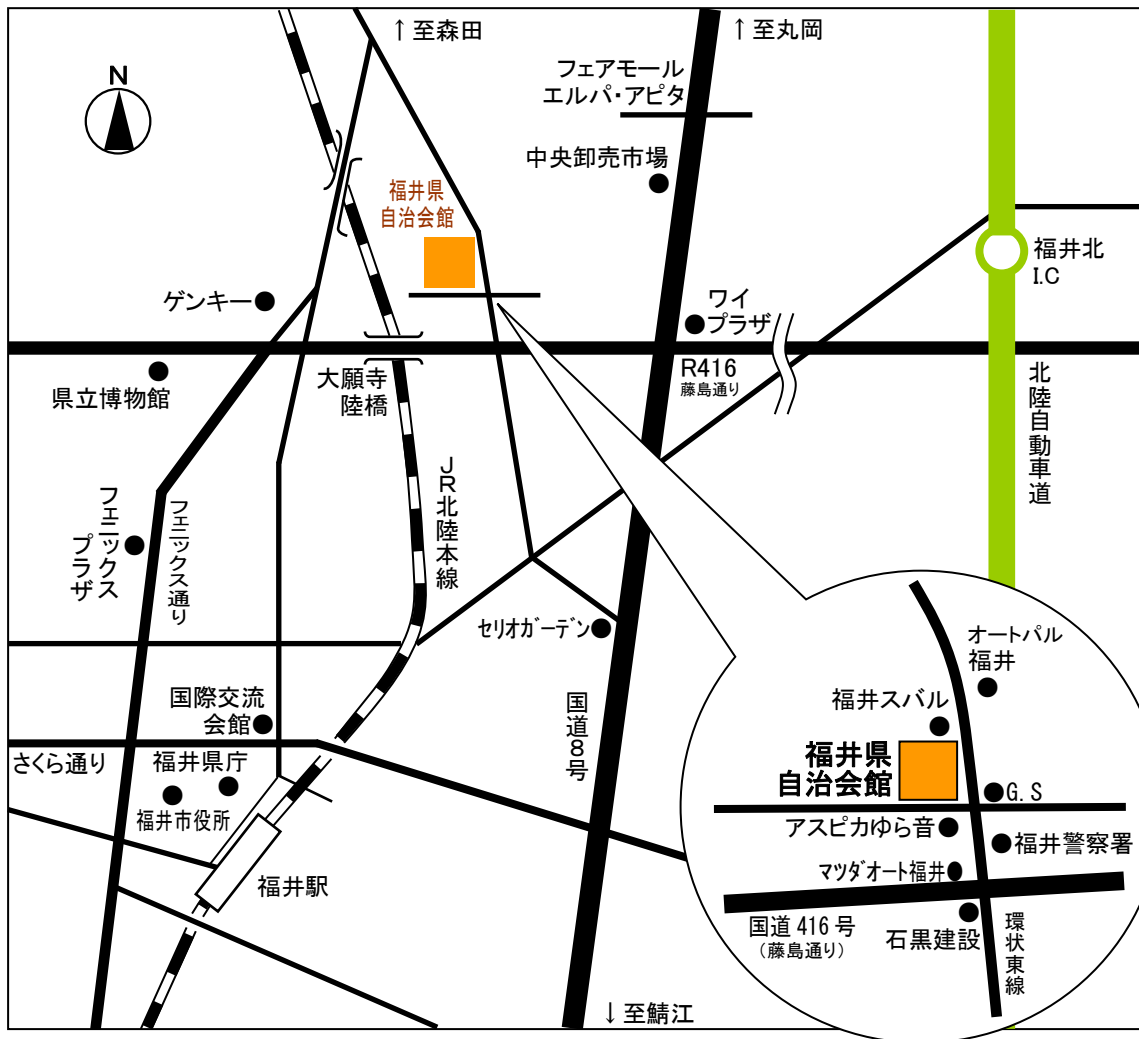 ↑至森田
↑至丸岡
N
フェアモール
エルパ・アピタ
中央卸売市場
福井県
自治会館
福井北
I.C
ゲンキー
ワイ
プラザ
R416
藤島通り
県立博物館
大願寺
陸橋
北陸自動車道
JR北陸本線
フェニックス
プラザ
フェニックス通り
セリオガーデン
国道8号
国際交流
会館
さくら通り
福井県庁
福井市役所
福井駅
↓至鯖江
オートパル
福井
福井スバル
福井県
自治会館
G.S
アスピカゆら音
福井警察署
マツダオート福井
国道416号
(藤島通り)
石黒建設
環状東線